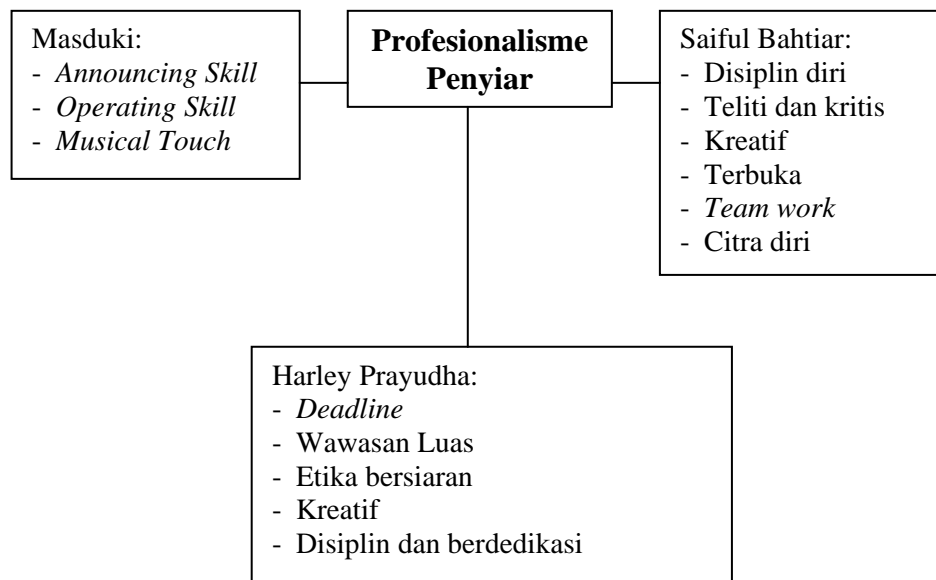 Masduki:
- Announcing Skill
- Operating Skill
- Musical Touch
Profesionalisme
Penyiar
Saiful Bahtiar:
- Disiplin diri
- Teliti dan kritis
- Kreatif
- Terbuka
- Team work
- Citra diri
Harley Prayudha:
- Deadline
- Wawasan Luas
- Etika bersiaran
- Kreatif
- Disiplin dan berdedikasi